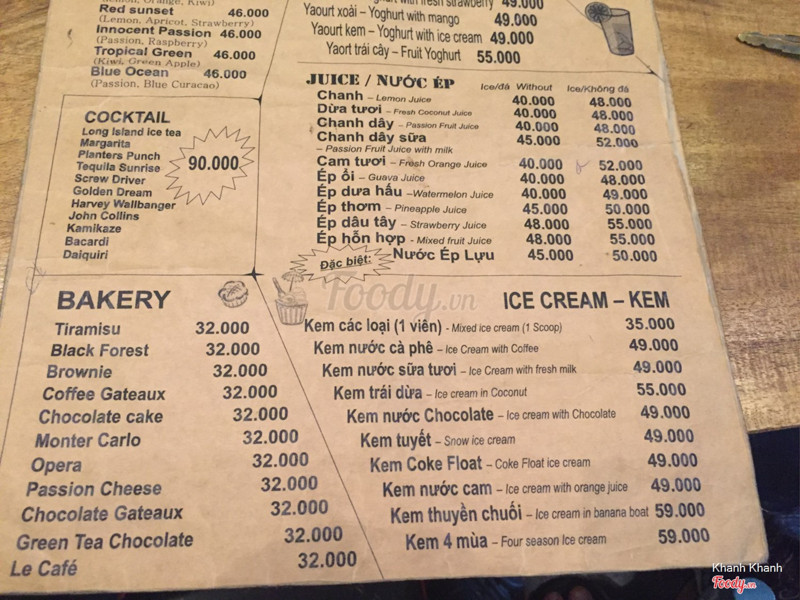 (Lemon, Orange, Kiwi)
Red sunset 46.000
(Lemon, Apricot, Strawberry)
Innocent Passion 46.000
(Passion, Raspberry)
Tropical Green 46.000
(Kiwi, Green Apple)
Blue Ocean 46.000
(Passion, Blue Curacao)
with fresh strawberry 49.000
Yaourt xoài – Yoghurt with mango 49.000
Yaourt kem – Yoghurt with ice cream 49.000
Yaort trái cây – Fruit Yoghurt 55.000
COCKTAIL
Long Island ice tea
Margarita
Planters Punch
Tequila Sunrise
Screw Driver
Golden Dream
Harvey Wallbanger
John Collins
Kamikaze
Bacardi
Daiquiri
90.000
JUICE / NƯỚC ÉP Ice/đá Without Ice/Không đá
Chanh – Lemon Juice 40.000 48.000
Dừa tươi – Fresh Coconut Juice 40.000 48.000
Chanh dây – Passion Fruit Juice 40.000 48.000
Chanh dây sữa 45.000 52.000
– Passion Fruit Juice with milk
Cam tươi – Fresh Orange Juice 40.000 52.000
Ép ổi – Guava Juice 40.000 48.000
Ép dưa hấu – Watermelon Juice 40.000 49.000
Ép thơm – Pineapple Juice 45.000 50.000
Ép dâu tây – Strawberry Juice 48.000 55.000
Ép hỗn hợp - Mixed fruit Juice 48.000 55.000
Đặc biệt: Nước Ép Lựu 45.000 50.000
Foody.vn
BAKERY
Tiramisu 32.000
Black Forest 32.000
Brownie 32.000
Coffee Gateaux 32.000
Chocolate cake 32.000
Monter Carlo 32.000
Opera 32.000
Passion Cheese 32.000
Chocolate Gateaux 32.000
Green Tea Chocolate 32.000
Le Café 32.000
ICE CREAM – KEM
Kem các loại (1 viên) - Mixed ice cream (1 Scoop) 35.000
Kem nước cà phê – Ice Cream with Coffee 49.000
Kem nước sữa tươi – Ice Cream with fresh milk 49.000
Kem trái dừa – Ice cream in Coconut 55.000
Kem nước Chocolate – Ice cream with Chocolate 49.000
Kem tuyết – Snow ice cream 49.000
Kem Coke Float – Coke Float ice cream 49.000
Kem nước cam – Ice cream with orange juice 49.000
Kem thuyền chuối – Ice cream in banana boat 59.000
Kem 4 mùa – Four season Ice cream 59.000
Khanh Khanh
Foody.vn